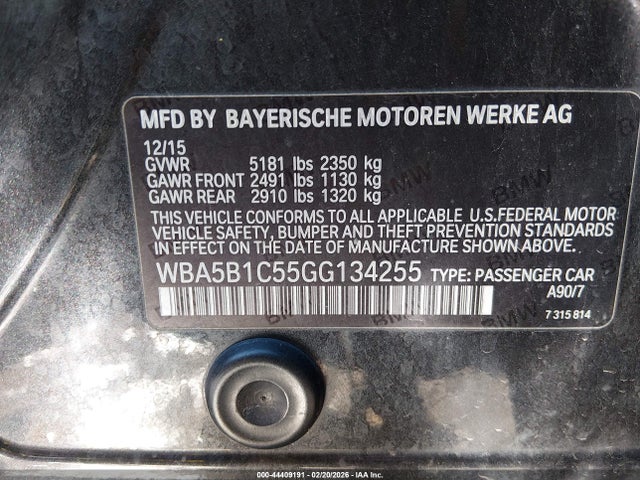 MFD BY BAYERISCHE MOTOREN WERKE AG
12/15
GVWR 5181 lbs 2350 kg
GAWR FRONT 2491 lbs 1130 kg
GAWR REAR 2910 lbs 1320 kg
THIS VEHICLE CONFORMS TO ALL APPLICABLE U.S.FEDERAL MOTOR
VEHICLE SAFETY, BUMPER AND THEFT PREVENTION STANDARDS
IN EFFECT ON THE DATE OF MANUFACTURE SHOWN ABOVE.
WBA5B1C55GG134255 TYPE: PASSENGER CAR
A90/7
7 315 814
000-44409191 - 02/20/2026 - IAA Inc.